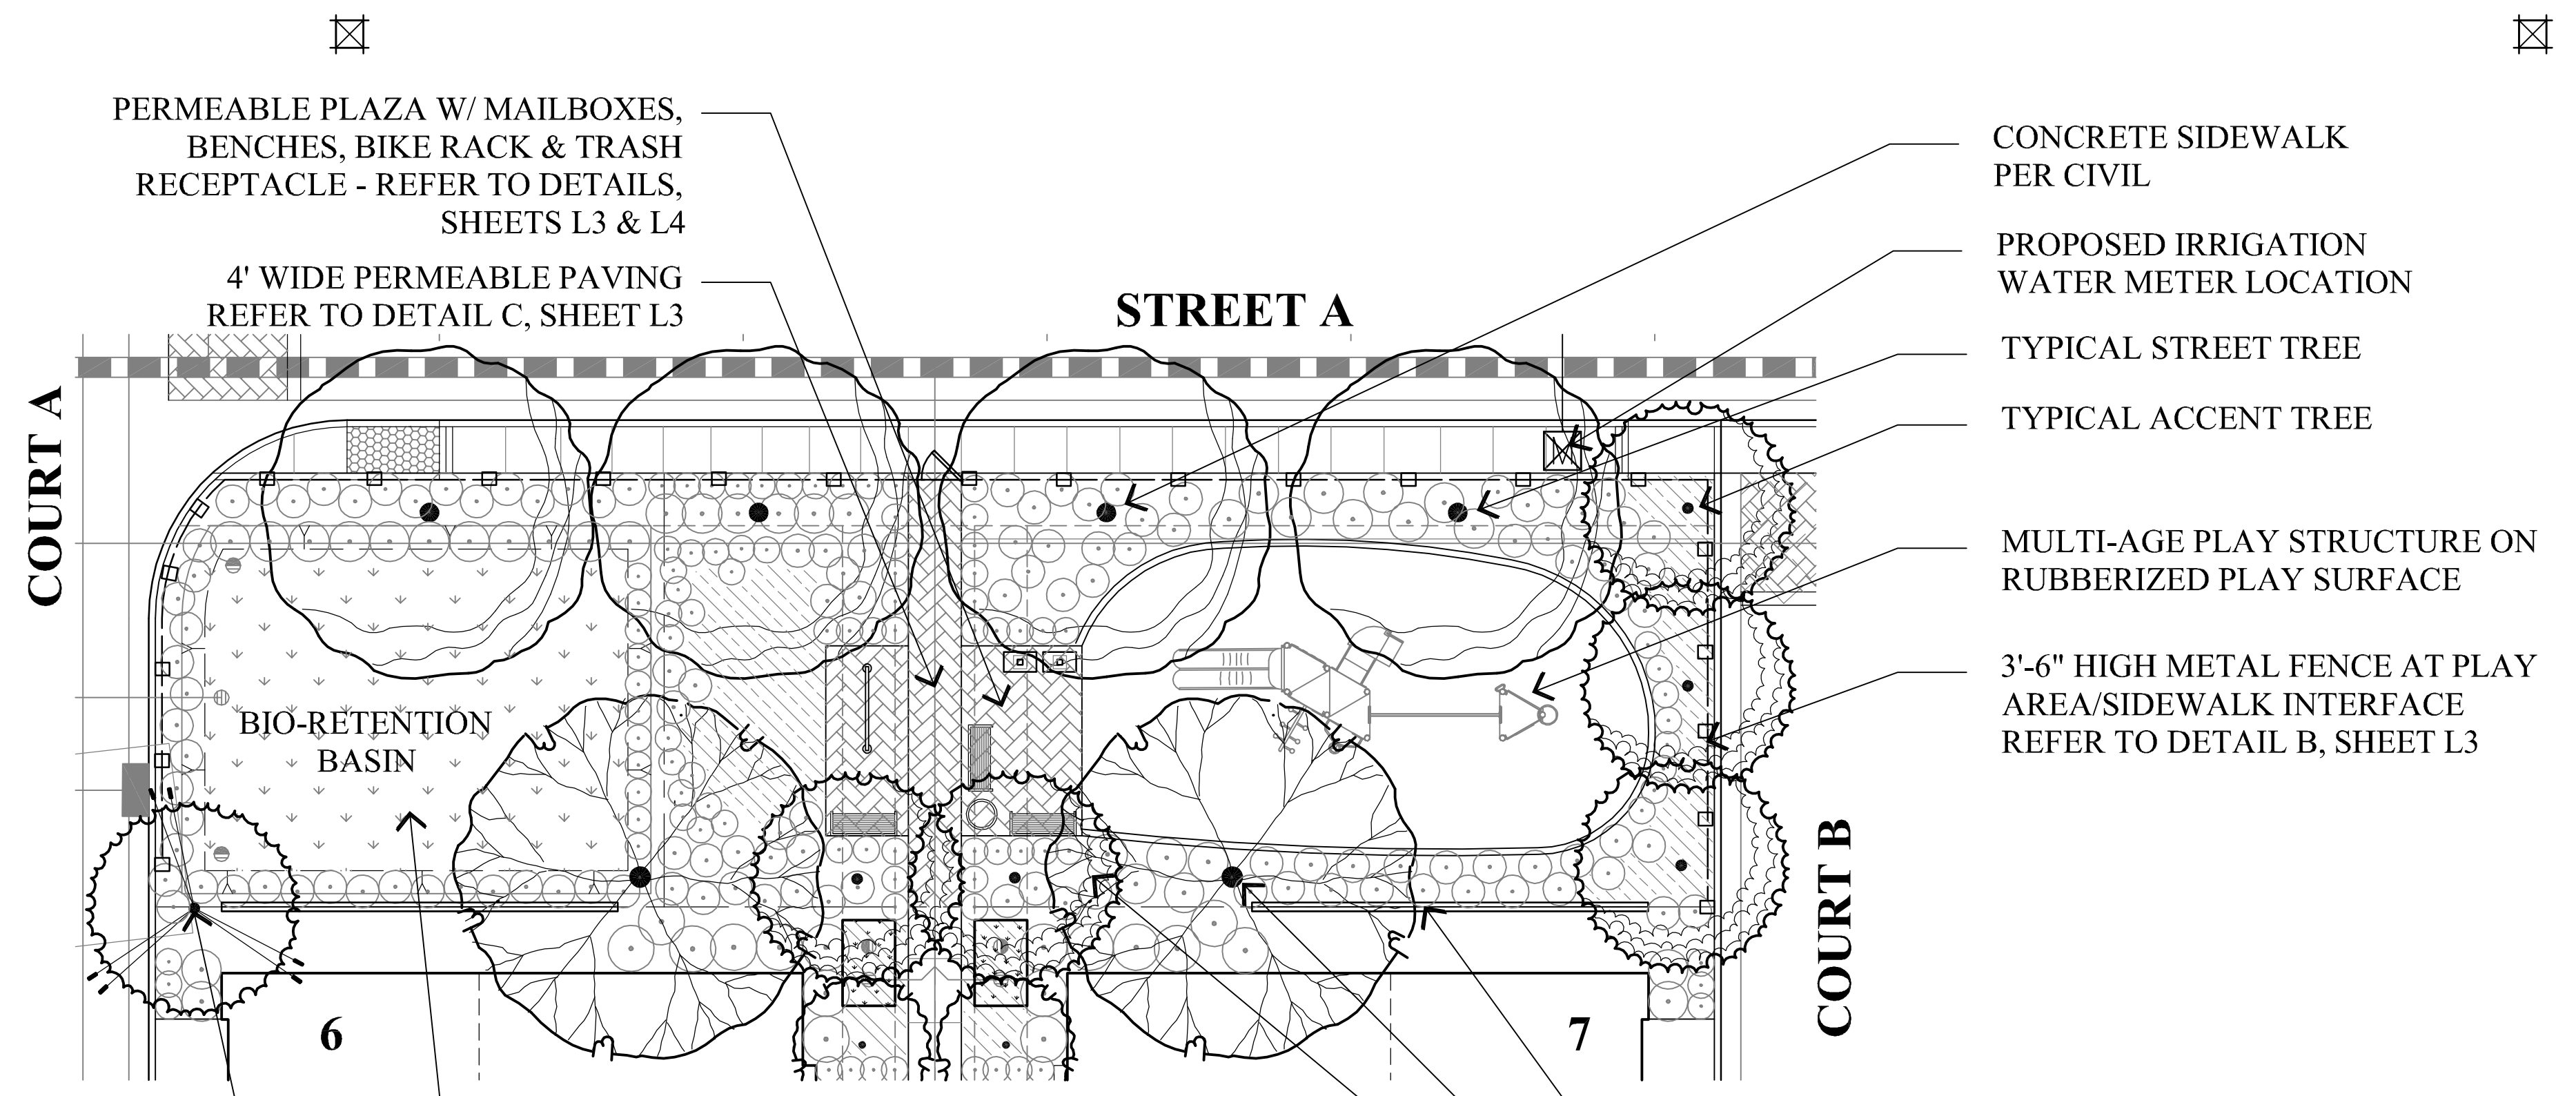 PERMEABLE PLAZA W/ MAILBOXES,
BENCHES, BIKE RACK & TRASH
RECEPTACLE - REFER TO DETAILS,
SHEETS L3 & L4
4' WIDE PERMEABLE PAVING
REFER TO DETAIL C, SHEET L3
STREET A
CONCRETE SIDEWALK
PER CIVIL
PROPOSED IRRIGATION
WATER METER LOCATION
TYPICAL STREET TREE
TYPICAL ACCENT TREE
MULTI-AGE PLAY STRUCTURE ON
RUBBERIZED PLAY SURFACE
3'-6" HIGH METAL FENCE AT PLAY
AREA/SIDEWALK INTERFACE
REFER TO DETAIL B, SHEET L3
COURT A
BIO-RETENTION
BASIN
COURT B
6
7